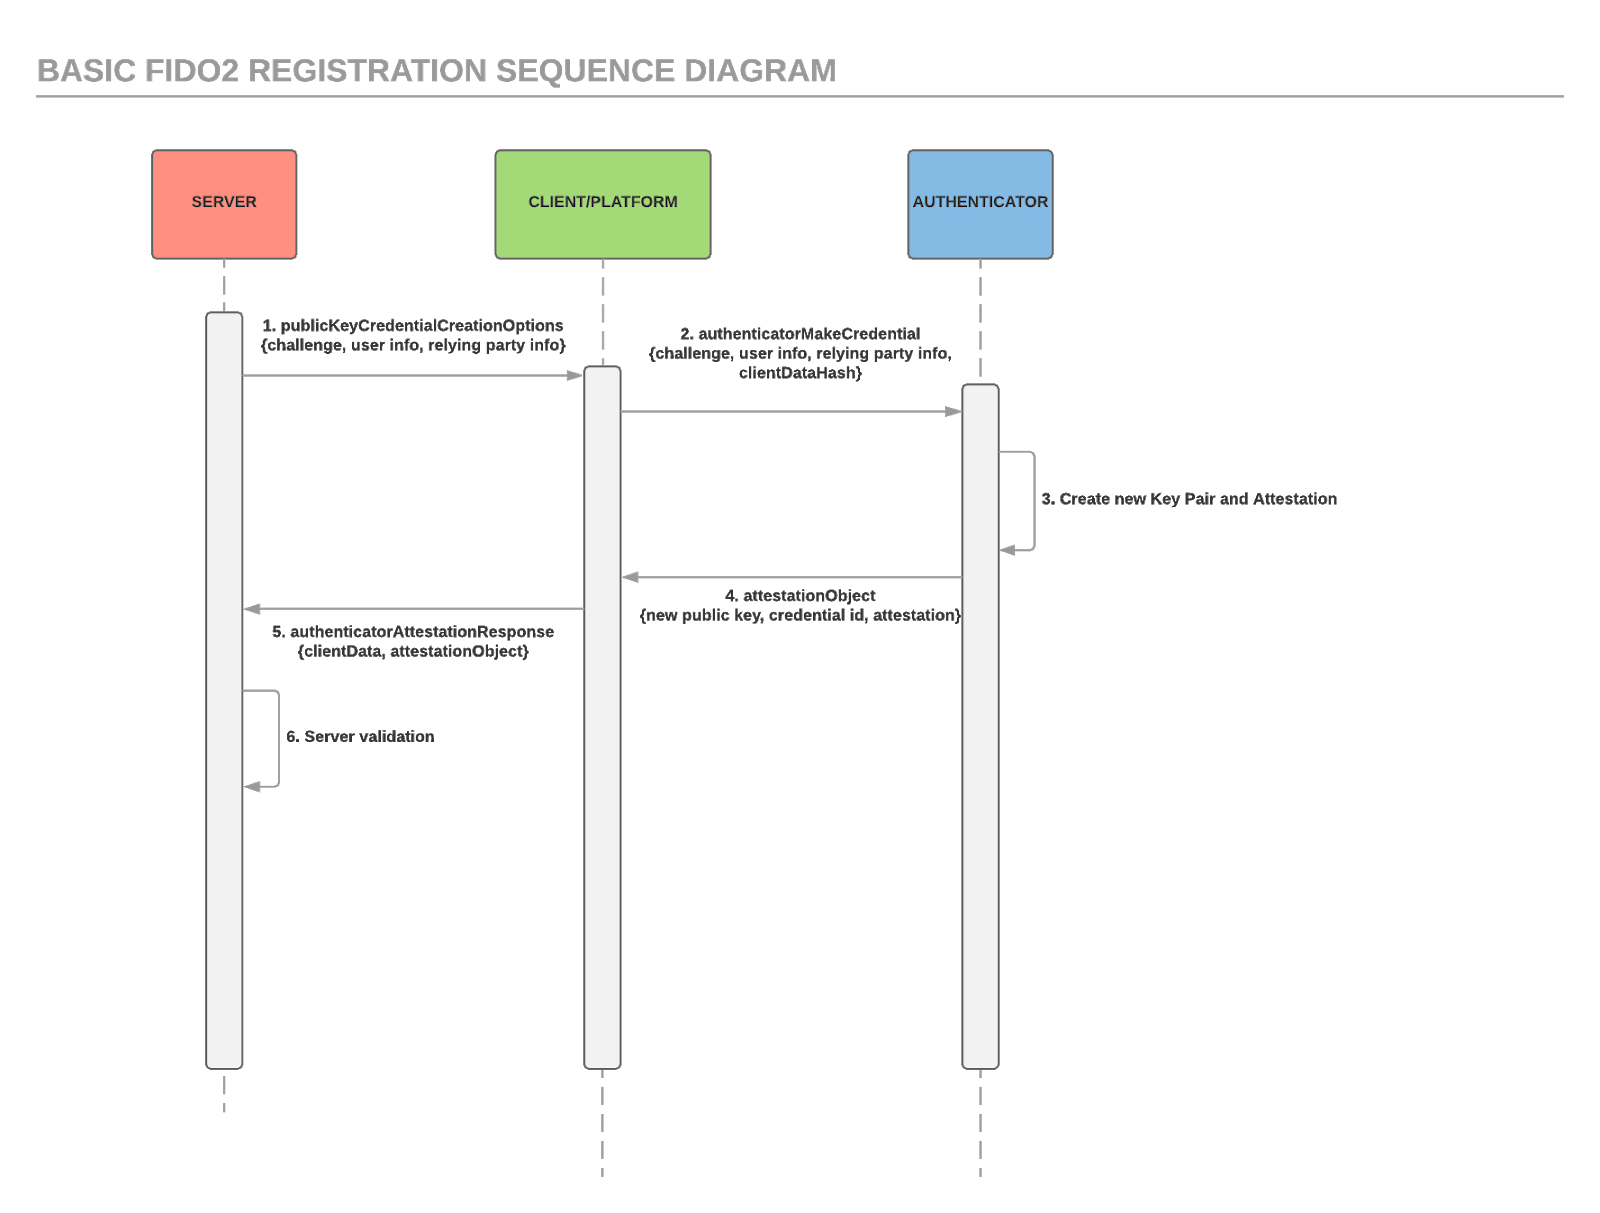 BASIC FIDO2 REGISTRATION SEQUENCE DIAGRAM
SERVER
CLIENT/PLATFORM
AUTHENTICATOR
1. publicKeyCredentialCreationOptions
{challenge, user info, relying party info}
2. authenticatorMakeCredential
{challenge, user info, relying party info,
clientDataHash}
3. Create new Key Pair and Attestation
4. attestationObject
{new public key, credential id, attestation}
5. authenticatorAttestationResponse
{clientData, attestationObject}
6. Server validation